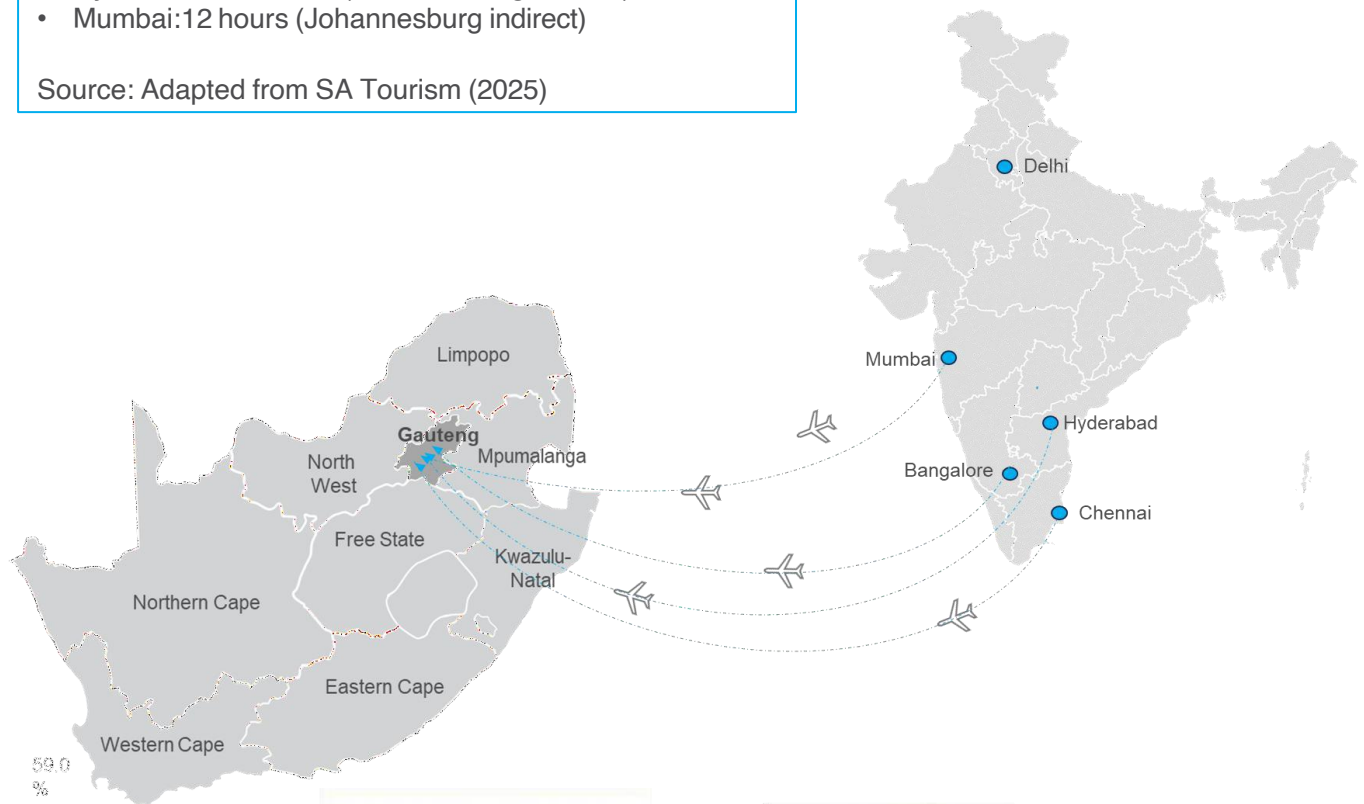 • Mumbai:12 hours (Johannesburg indirect)
Source: Adapted from SA Tourism (2025)
Delhi
Mumbai
Hyderabad
Bangalore
Chennai
Limpopo
Gauteng
North
West
Mpumalanga
Free State
Kwazulu-
Natal
Northern Cape
Eastern Cape
Western Cape
59.0
%